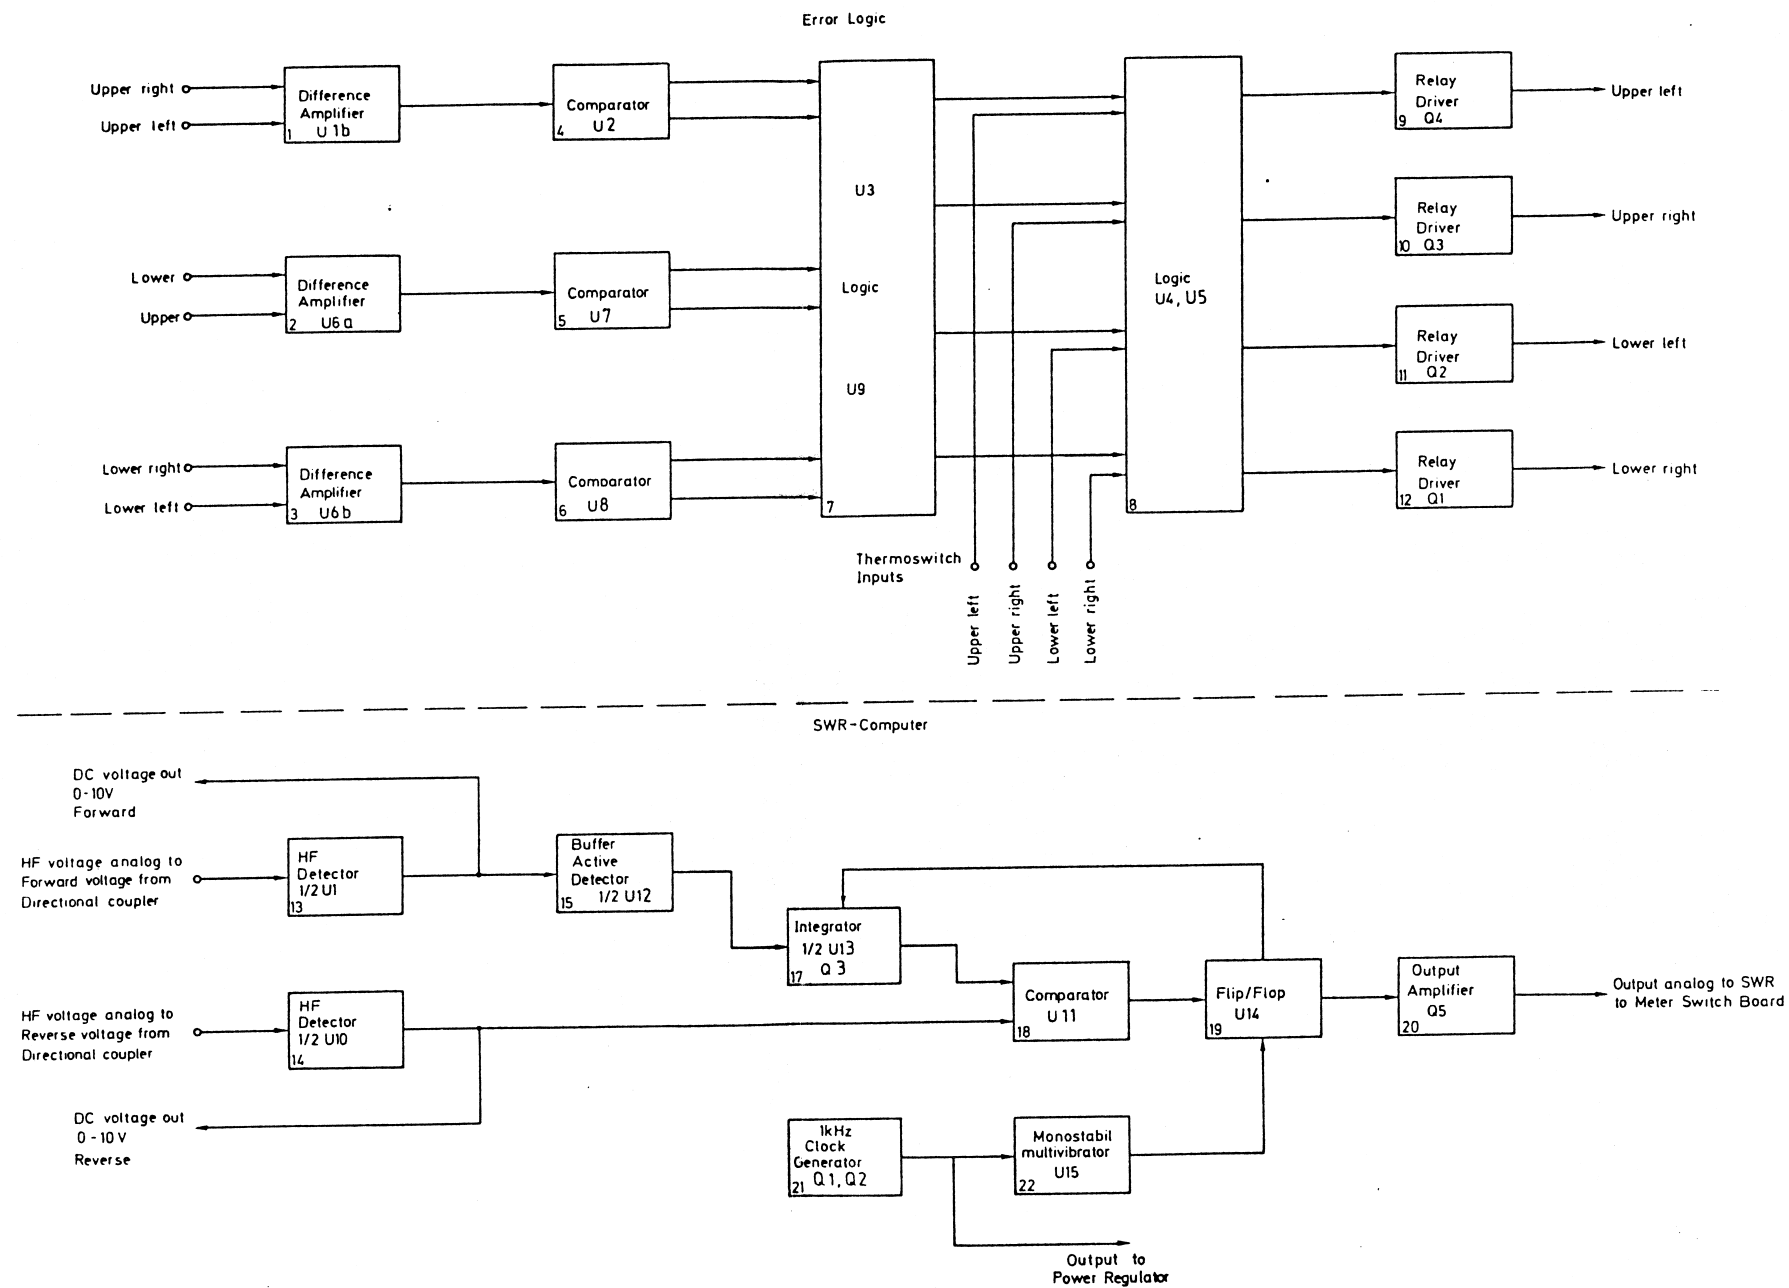 Error Logic
Upper right
Upper left
Difference
Amplifier
1 U 1b
Comparator
4 U2
U3
Logic
U9
7
Logic
U4, U5
8
Relay
Driver
9 Q4
Upper left
Relay
Driver
10 Q3
Upper right
Lower
Upper
Difference
Amplifier
2 U6a
Comparator
5 U7
Relay
Driver
11 Q2
Lower left
Lower right
Lower left
Difference
Amplifier
3 U6b
Comparator
6 U8
Relay
Driver
12 Q1
Lower right
Thermoswitch
Inputs
Upper left
Upper right
Lower left
Lower right
SWR-Computer
DC voltage out
0-10V
Forward
HF voltage analog to
Forward voltage from
Directional coupler
HF
Detector
1/2 U1
13
Buffer
Active
Detector
15 1/2 U12
Integrator
1/2 U13
17 Q3
HF voltage analog to
Reverse voltage from
Directional coupler
HF
Detector
1/2 U10
14
Comparator
U11
18
Flip/Flop
U14
19
Output
Amplifier
Q5
20
Output analog to SWR
to Meter Switch Board
DC voltage out
0-10V
Reverse
1kHz
Clock
Generator
21 Q1, Q2
Monostabil
multivibrator
U15
22
Output to
Power Regulator